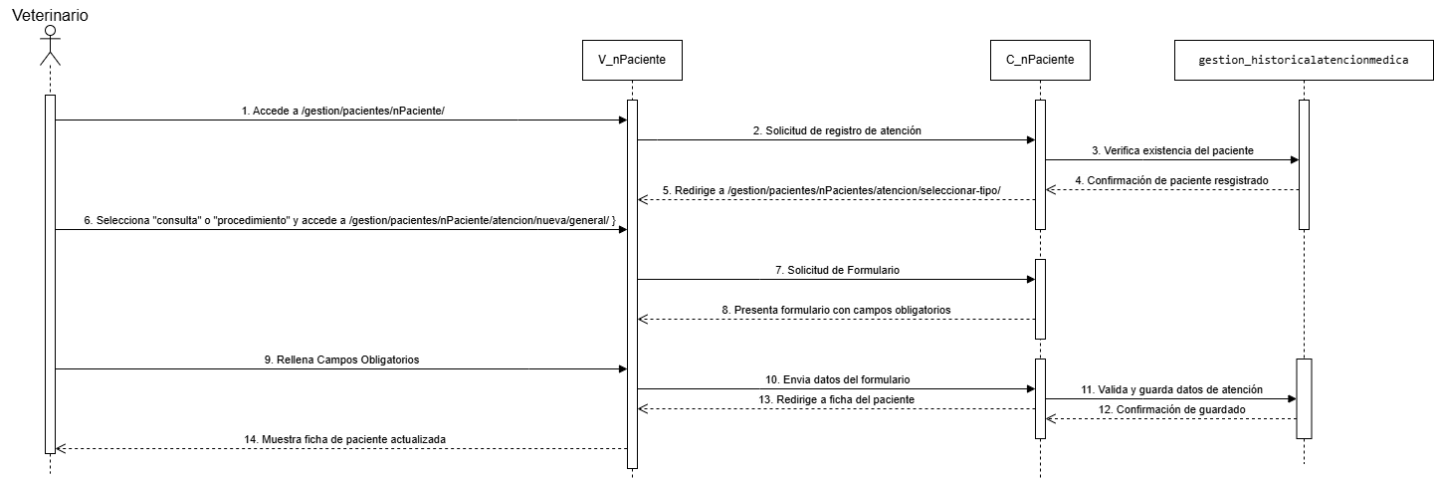 Veterinario
V_nPaciente
C_nPaciente
gestion_historicalatencionmedica
1. Accede a /gestion/pacientes/nPaciente/
2. Solicitud de registro de atención
3. Verifica existencia del paciente
4. Confirmación de paciente resgistrado
5. Redirige a /gestion/pacientes/nPacientes/atencion/seleccionar-tipo/
6. Selecciona "consulta" o "procedimiento" y accede a /gestion/pacientes/nPaciente/atencion/nueva/general/ }
7. Solicitud de Formulario
8. Presenta formulario con campos obligatorios
9. Rellena Campos Obligatorios
10. Envia datos del formulario
11. Valida y guarda datos de atención
12. Confirmación de guardado
13. Redirige a ficha del paciente
14. Muestra ficha de paciente actualizada